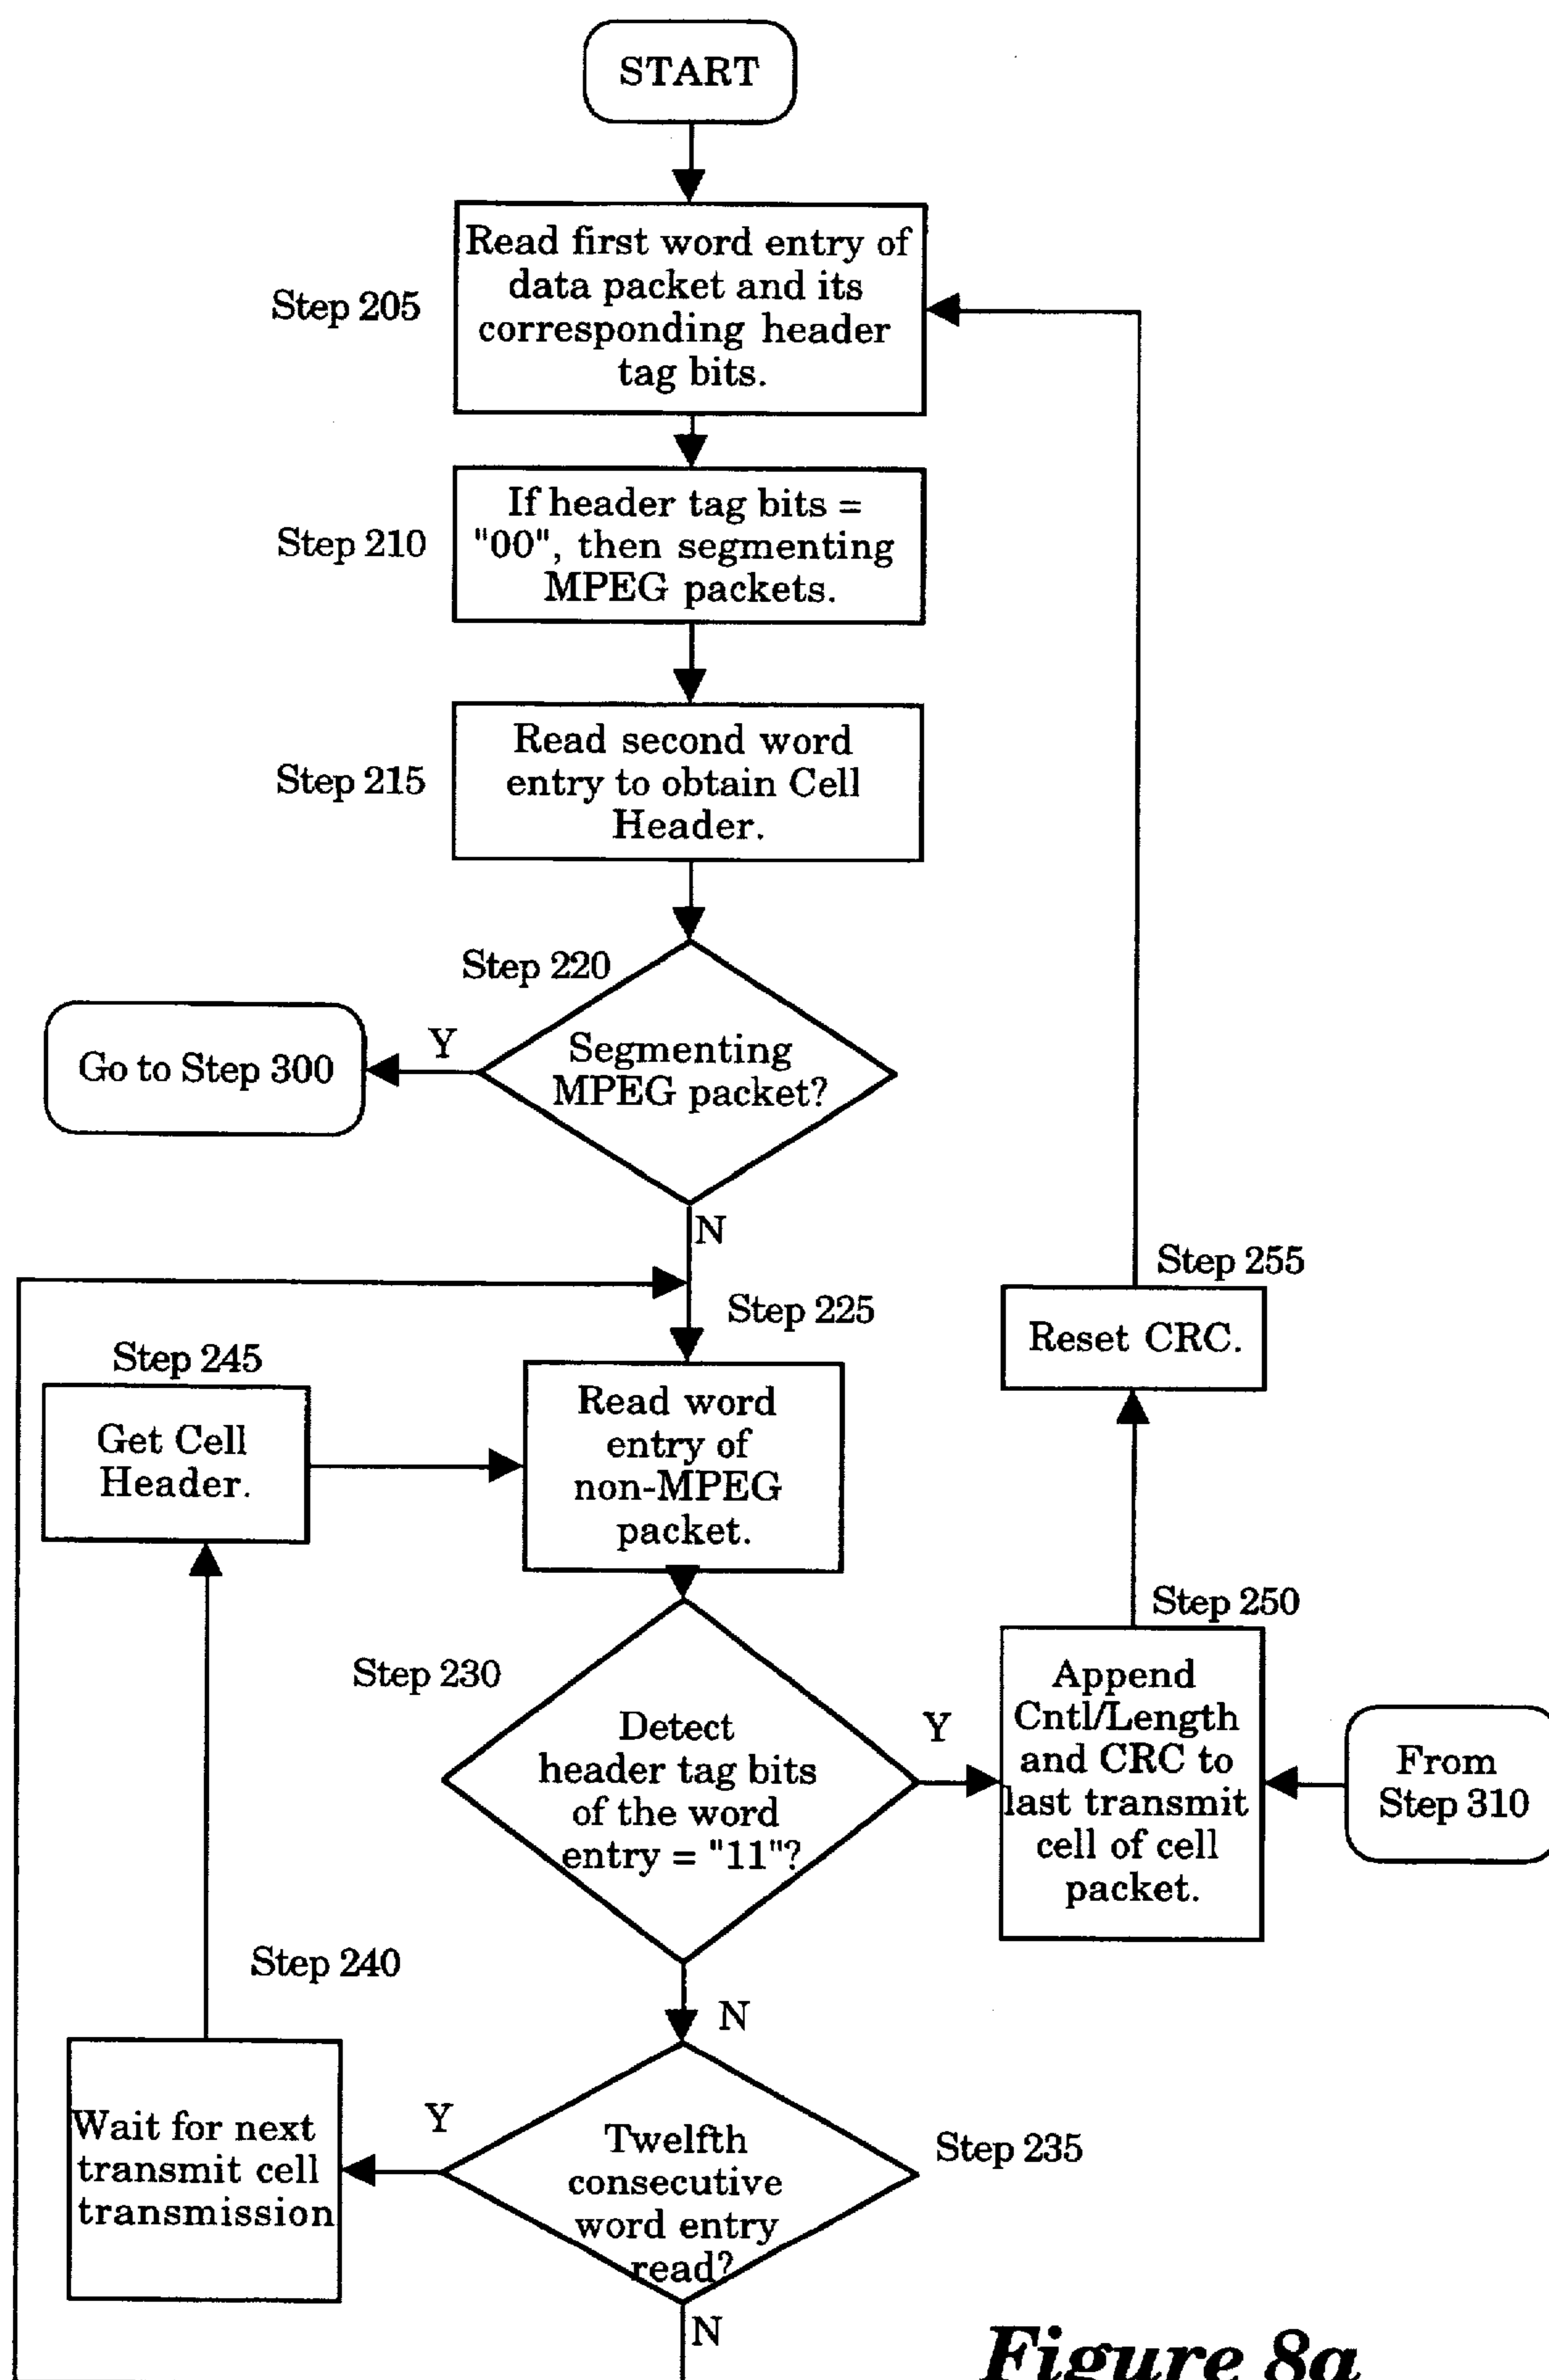 START
Step 205
Read first word entry of
data packet and its
corresponding header
tag bits.
Step 210
If header tag bits =
"00", then segmenting
MPEG packets.
Step 215
Read second word
entry to obtain Cell
Header.
Step 220
Segmenting
MPEG packet?
Y
Go to Step 300
N
Step 225
Step 255
Reset CRC.
Step 245
Get Cell
Header.
Read word
entry of
non-MPEG
packet.
Step 230
Detect
header tag bits
of the word
entry = "11"?
Y
Step 250
Append
Cntl/Length
and CRC to
last transmit
cell of cell
packet.
From
Step 310
N
Step 240
Wait for next
transmit cell
transmission
Y
Twelfth
consecutive
word entry
read?
Step 235
N
Figure 8a